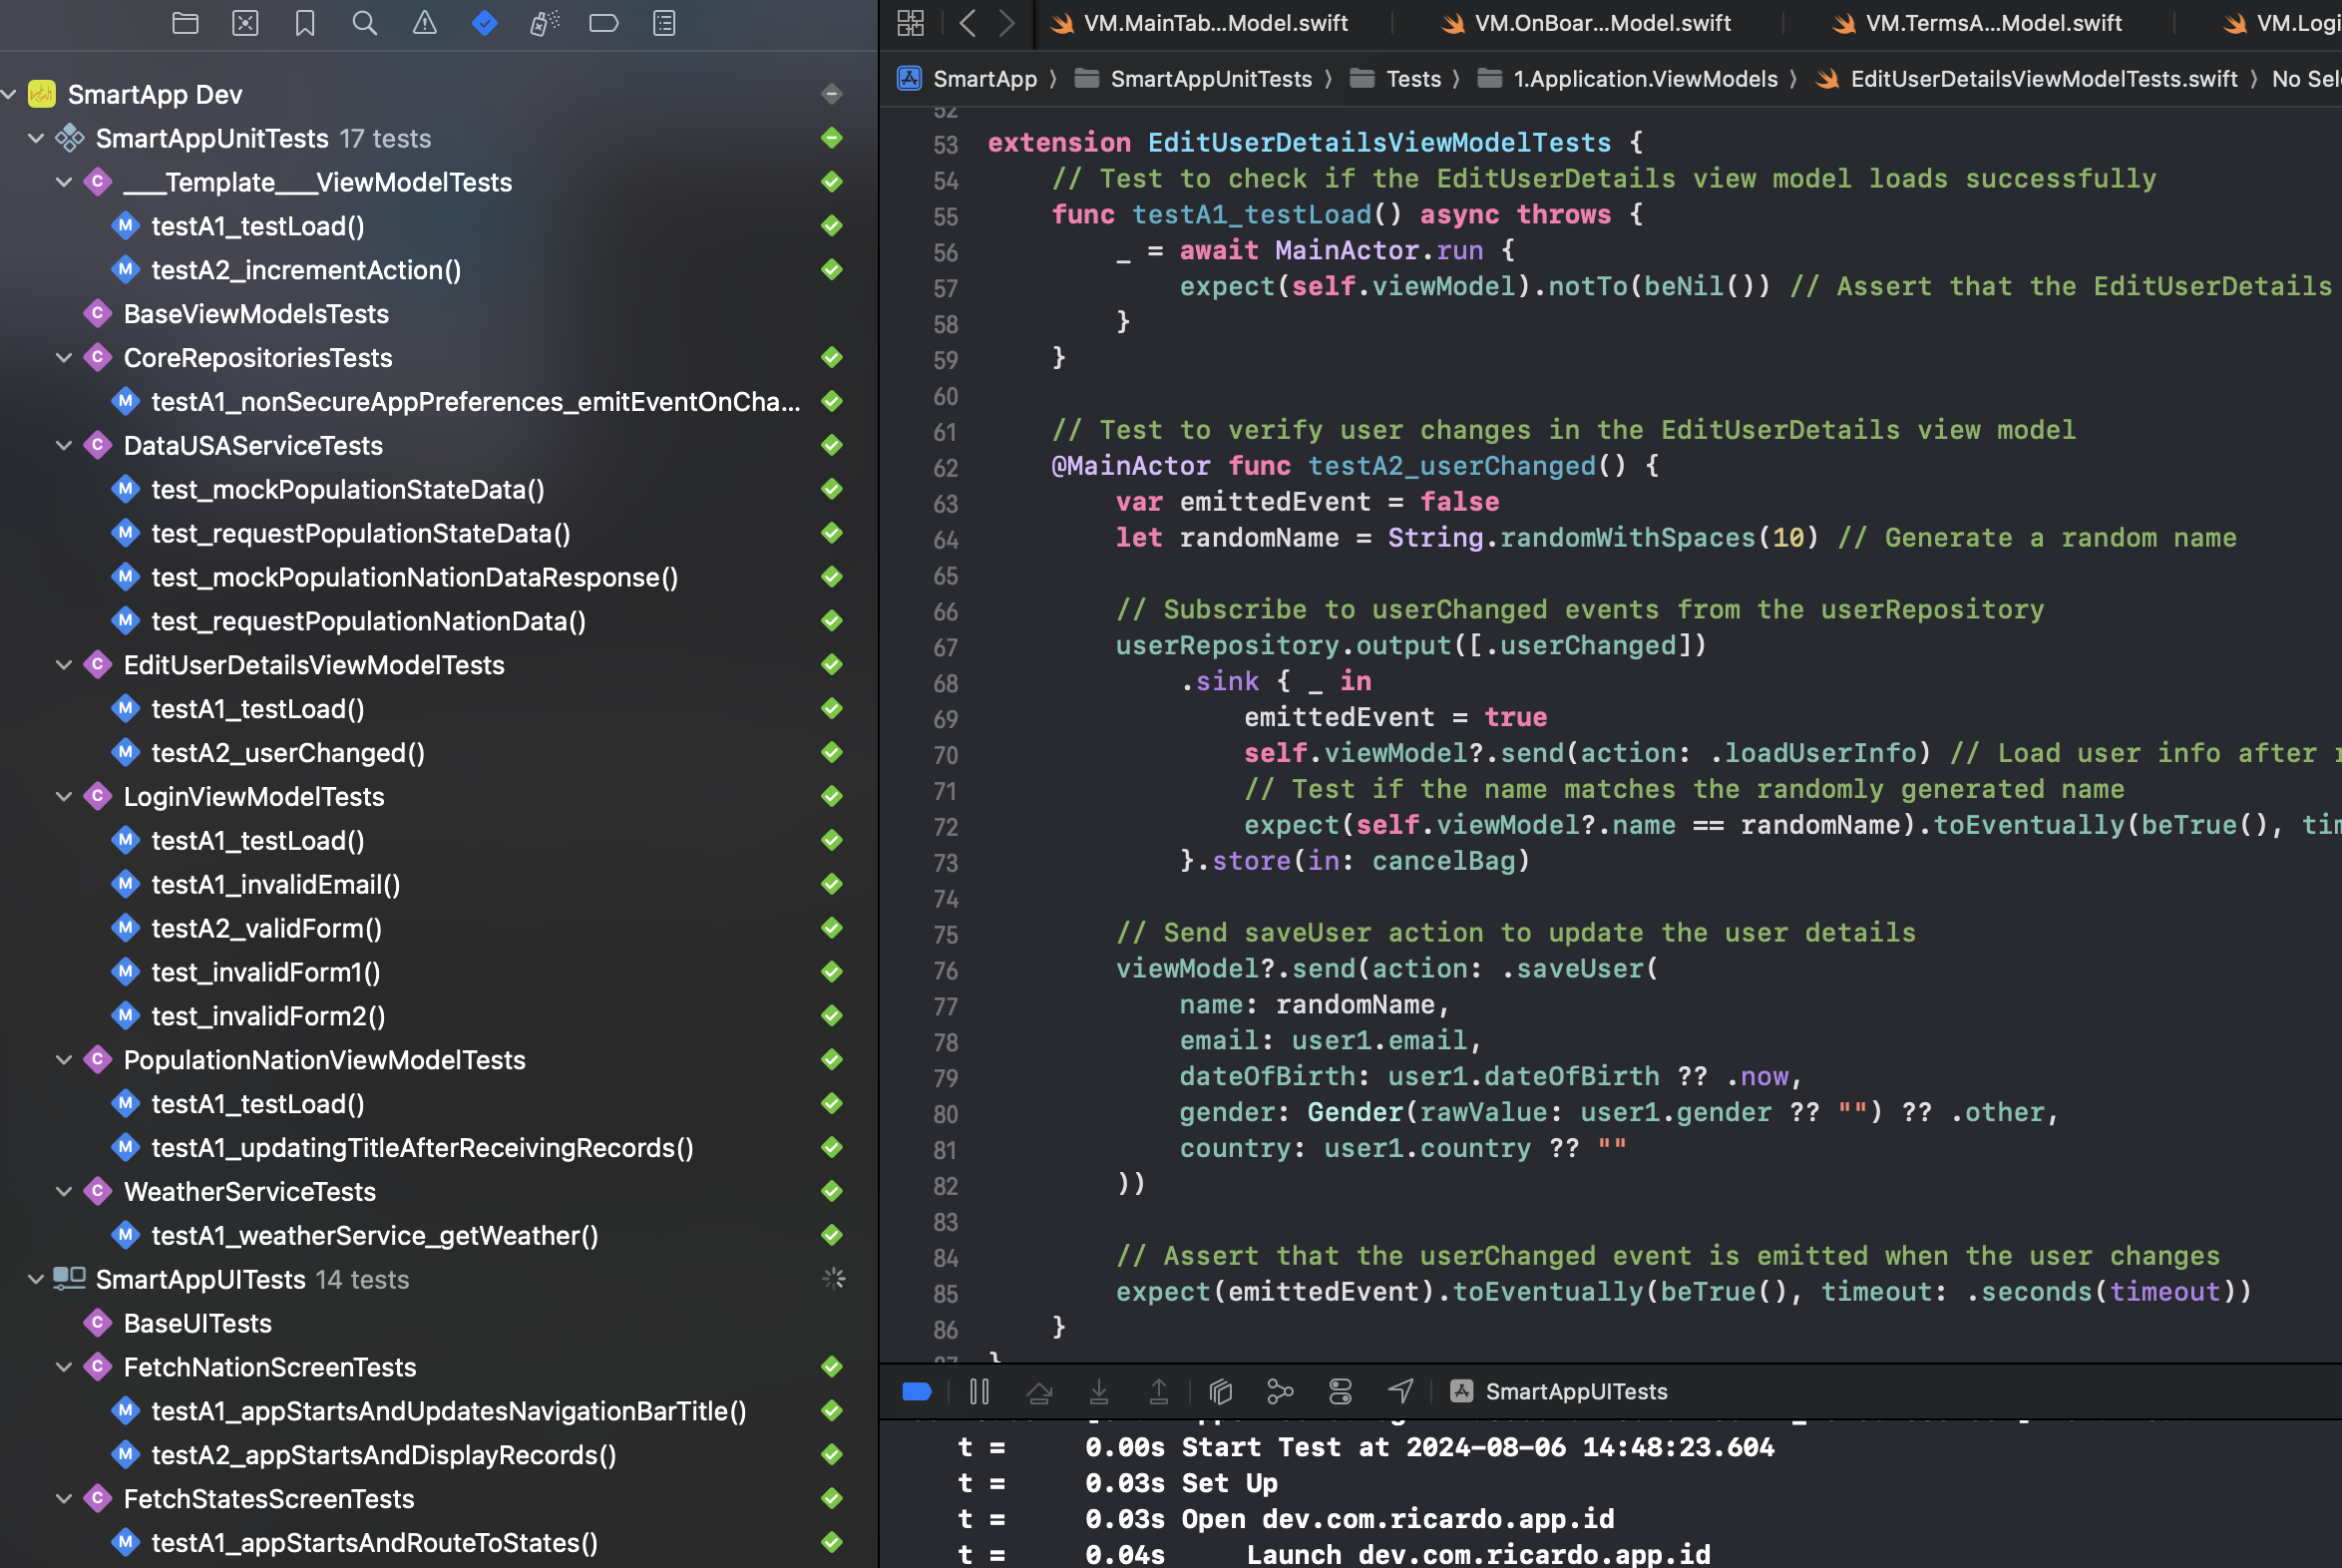 SmartApp Dev
SmartAppUnitTests 17 tests
___Template___ViewModelTests
testA1_testLoad()
testA2_incrementAction()
BaseViewModelsTests
CoreRepositoriesTests
testA1_nonSecureAppPreferences_emitEventOnCha...
DataUSAServiceTests
test_mockPopulationStateData()
test_requestPopulationStateData()
test_mockPopulationNationDataResponse()
test_requestPopulationNationData()
EditUserDetailsViewModelTests
testA1_testLoad()
testA2_userChanged()
LoginViewModelTests
testA1_testLoad()
testA1_invalidEmail()
testA2_validForm()
test_invalidForm1()
test_invalidForm2()
PopulationNationViewModelTests
testA1_testLoad()
testA1_updatingTitleAfterReceivingRecords()
WeatherServiceTests
testA1_weatherService_getWeather()
SmartAppUITests 14 tests
BaseUITests
FetchNationScreenTests
testA1_appStartsAndUpdatesNavigationBarTitle()
testA2_appStartsAndDisplayRecords()
FetchStatesScreenTests
testA1_appStartsAndRouteToStates()
VM.MainTab...Model.swift VM.OnBoar...Model.swift VM.TermsA...Model.swift VM.Logi
SmartApp 〉 SmartAppUnitTests 〉 Tests 〉 1.Application.ViewModels 〉 EditUserDetailsViewModelTests.swift 〉 No Sel
52
53 extension EditUserDetailsViewModelTests {
54 // Test to check if the EditUserDetails view model loads successfully
55 func testA1_testLoad() async throws {
56 _ = await MainActor.run {
57 expect(self.viewModel).notTo(beNil()) // Assert that the EditUserDetails
58 }
59 }
60
61 // Test to verify user changes in the EditUserDetails view model
62 @MainActor func testA2_userChanged() {
63 var emittedEvent = false
64 let randomName = String.randomWithSpaces(10) // Generate a random name
65
66 // Subscribe to userChanged events from the userRepository
67 userRepository.output([.userChanged])
68 .sink { _ in
69 emittedEvent = true
70 self.viewModel?.send(action: .loadUserInfo) // Load user info after
71 // Test if the name matches the randomly generated name
72 expect(self.viewModel?.name == randomName).toEventually(beTrue(), tim
73 }.store(in: cancelBag)
74
75 // Send saveUser action to update the user details
76 viewModel?.send(action: .saveUser(
77 name: randomName,
78 email: user1.email,
79 dateOfBirth: user1.dateOfBirth ?? .now,
80 gender: Gender(rawValue: user1.gender ?? "") ?? .other,
81 country: user1.country ?? ""
82 ))
83
84 // Assert that the userChanged event is emitted when the user changes
85 expect(emittedEvent).toEventually(beTrue(), timeout: .seconds(timeout))
86 }
87 }
SmartAppUITests
t = 0.00s Start Test at 2024-08-06 14:48:23.604
t = 0.03s Set Up
t = 0.03s Open dev.com.ricardo.app.id
t = 0.04s Launch dev.com.ricardo.app.id